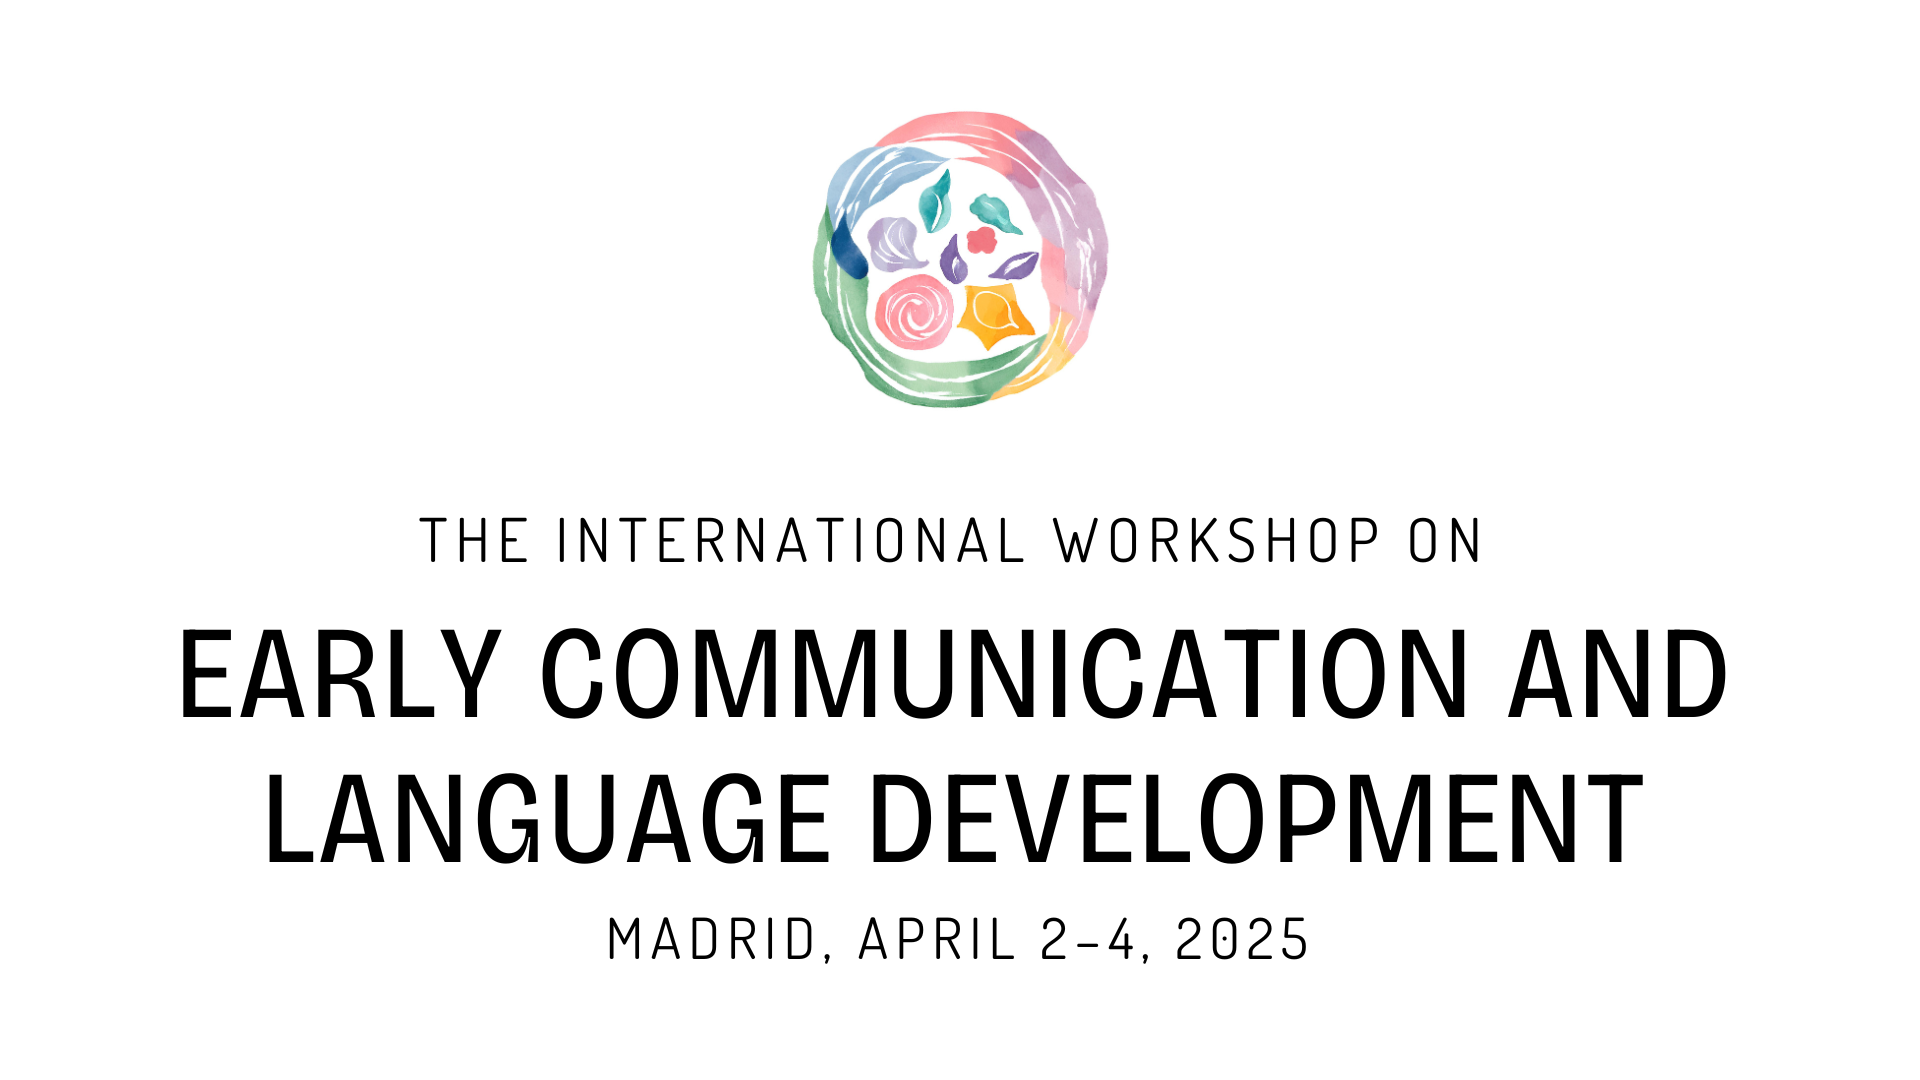 THE INTERNATIONAL WORKSHOP ON
EARLY COMMUNICATION AND
LANGUAGE DEVELOPMENT
MADRID, APRIL 2–4, 2025